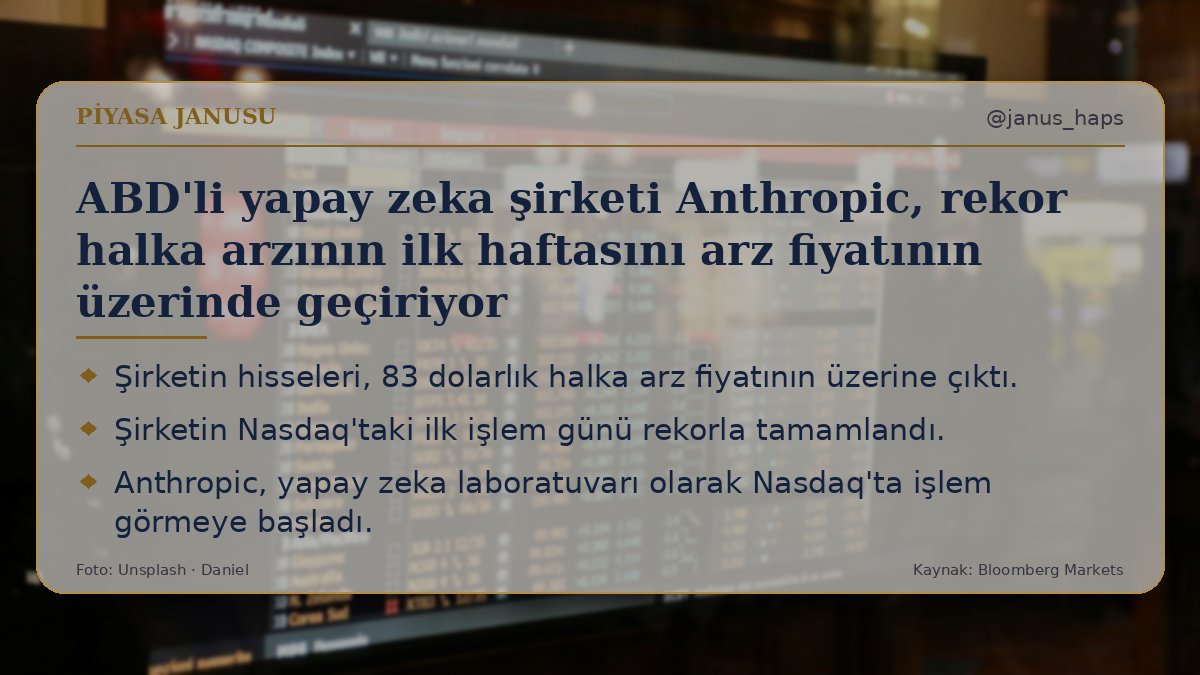 PİYASA JANUSU
@janus_haps
ABD'li yapay zeka şirketi Anthropic, rekor
halka arzının ilk haftasını arz fiyatının
üzerinde geçiriyor
Şirketin hisseleri, 83 dolarlık halka arz fiyatının üzerine çıktı.
Şirketin Nasdaq'taki ilk işlem günü rekorla tamamlandı.
Anthropic, yapay zeka laboratuvarı olarak Nasdaq'ta işlem
görmeye başladı.
Foto: Unsplash · Daniel
Kaynak: Bloomberg Markets